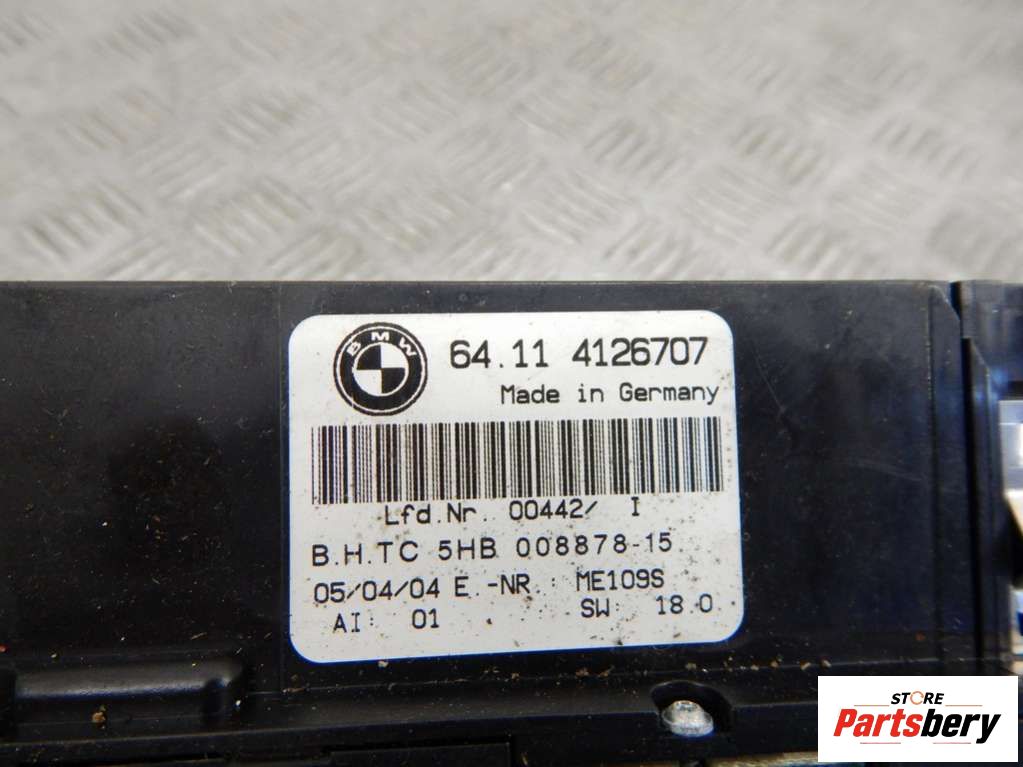 BMW
64.11 4126707
Made in Germany
Lfd.Nr. 00442/ I
B.H.TC 5HB 008878-15
05/04/04 E.-NR.: ME109S
AI: 01 SW: 18.0
STORE
Partsbery